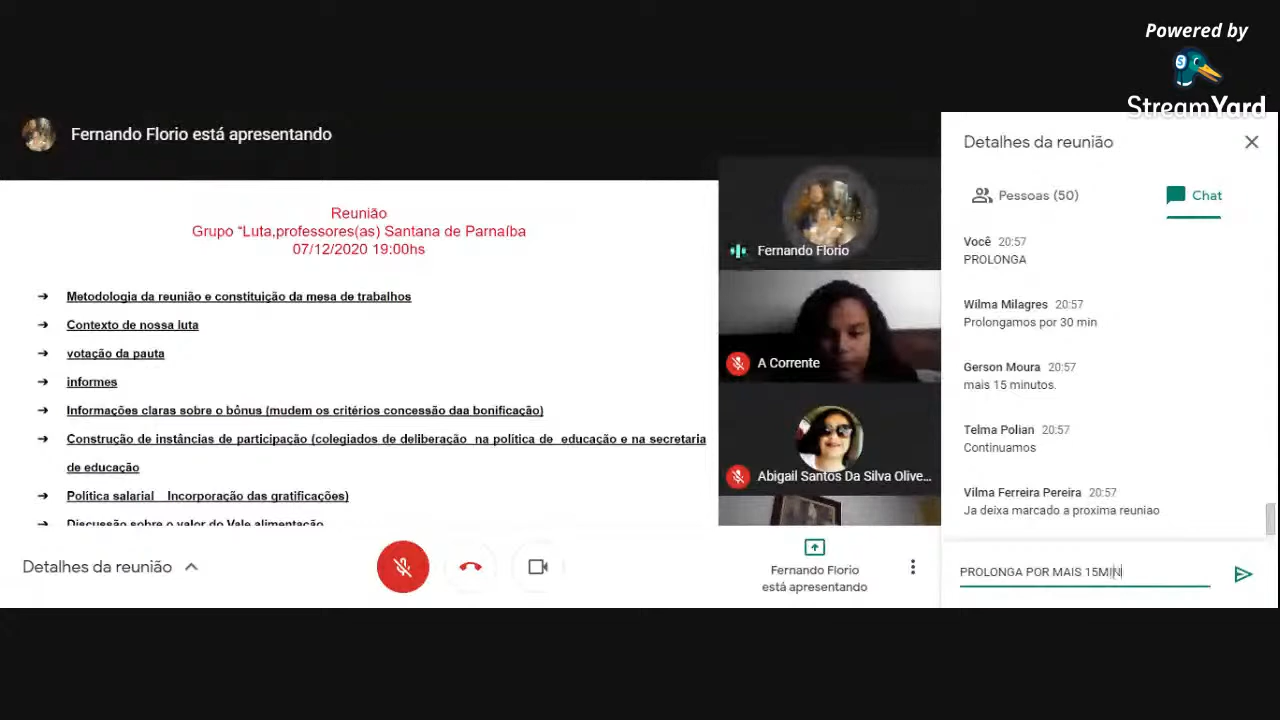 Powered by
StreamYard
Fernando Florio está apresentando
Reunião
Grupo “Luta,professores(as) Santana de Parnaíba
07/12/2020 19:00hs
➔ Metodologia da reunião e constituição da mesa de trabalhos
➔ Contexto de nossa luta
➔ votação da pauta
➔ informes
➔ Informações claras sobre o bônus (mudem os critérios concessão daa bonificação)
➔ Construção de instâncias de participação (colegiados de deliberação na política de educação e na secretaria
de educação
➔ Política salarial Incorporação das gratificações)
➔ Discussão sobre o valor do Vale alimentação
Fernando Florio
A Corrente
Abigail Santos Da Silva Olive...
Detalhes da reunião
Fernando Florio
está apresentando
Detalhes da reunião
Pessoas (50)
Chat
Você 20:57
PROLONGA
Wilma Milagres 20:57
Prolongamos por 30 min
Gerson Moura 20:57
mais 15 minutos.
Telma Polian 20:57
Continuamos
Vilma Ferreira Pereira 20:57
Ja deixa marcado a proxima reuniao
PROLONGA POR MAIS 15MIN